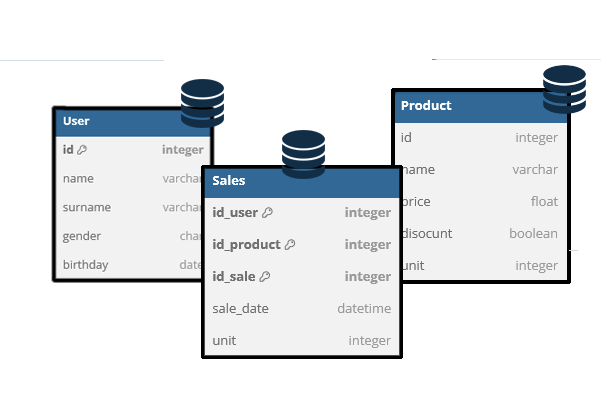 User
id integer
name varchar
surname varchar
gender char
birthday date
Sales
id_user integer
id_product integer
id_sale integer
sale_date datetime
unit integer
Product
id integer
name varchar
price float
disocunt boolean
unit integer